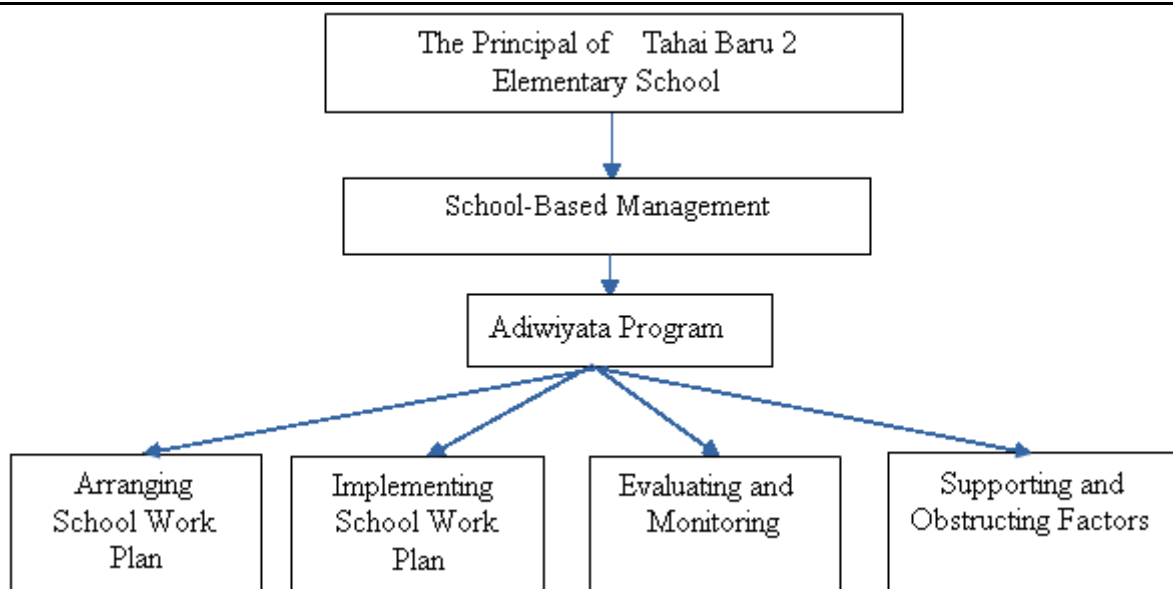 The Principal of Tahai Baru 2
Elementary School
School-Based Management
Adiwiyata Program
Arranging
School Work
Plan
Implementing
School Work
Plan
Evaluating and
Monitoring
Supporting and
Obstructing Factors